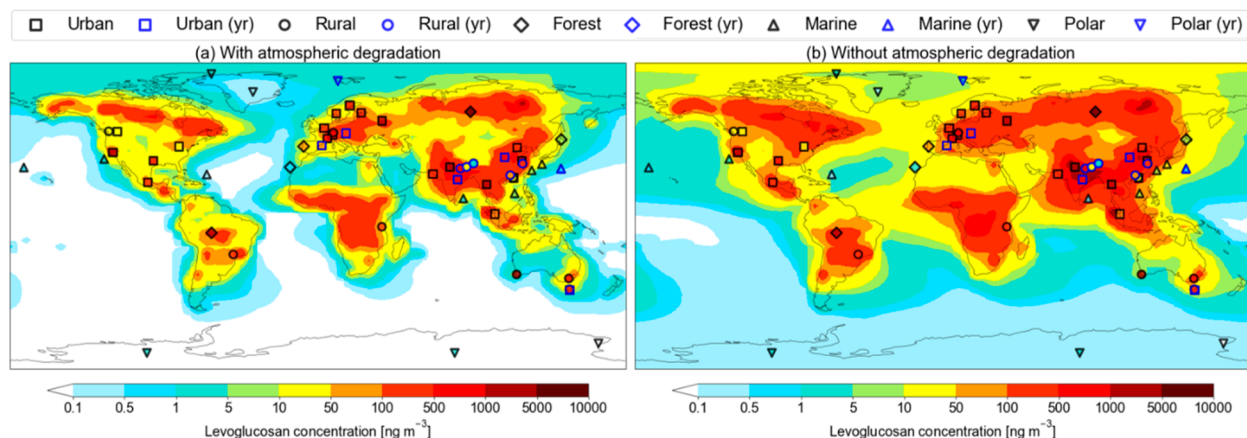 Urban Urban (yr) Rural Rural (yr) Forest Forest (yr) Marine Marine (yr) Polar Polar (yr)
(a) With atmospheric degradation
(b) Without atmospheric degradation
0.1 0.5 1 5 10 50 100 500 1000 5000 10000
Levoglucosan concentration [ng m⁻³]
0.1 0.5 1 5 10 50 100 500 1000 5000 10000
Levoglucosan concentration [ng m⁻³]